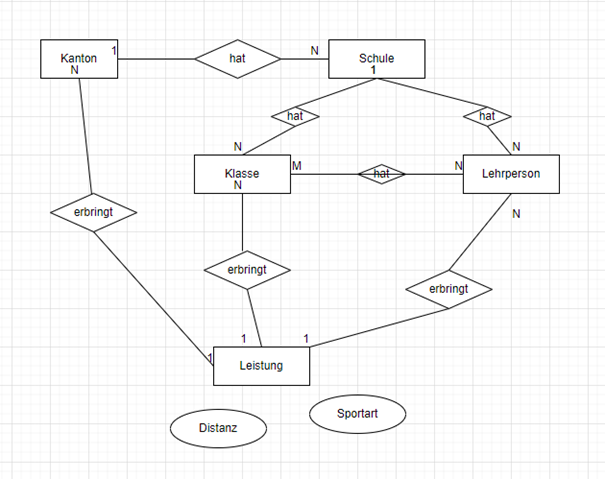 Kanton
1
hat
N
Schule
N
1
hat
hat
N
N
Klasse
M
hat
N
Lehrperson
N
erbringt
N
erbringt
erbringt
1
1
1
Leistung
Distanz
Sportart